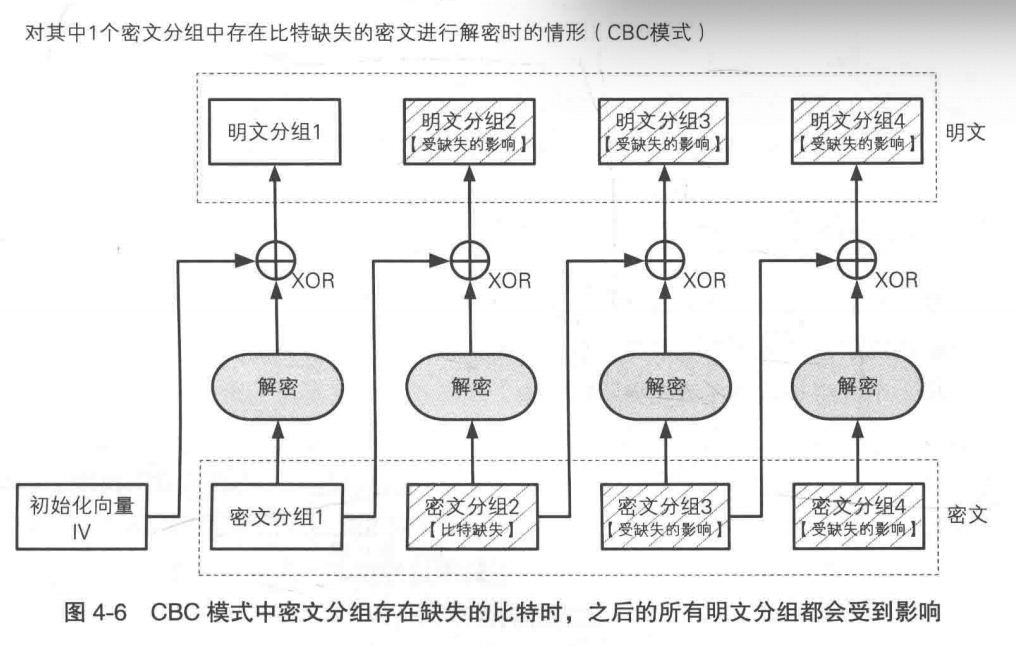 对其中1个密文分组中存在比特缺失的密文进行解密时的情形（CBC模式）
明文分组1
明文分组2
【受缺失的影响】
明文分组3
【受缺失的影响】
明文分组4
【受缺失的影响】
明文
XOR
XOR
XOR
XOR
解密
解密
解密
解密
初始化向量
IV
密文分组1
密文分组2
【比特缺失】
密文分组3
【受缺失的影响】
密文分组4
【受缺失的影响】
密文
图 4-6 CBC 模式中密文分组存在缺失的比特时，之后的所有明文分组都会受到影响